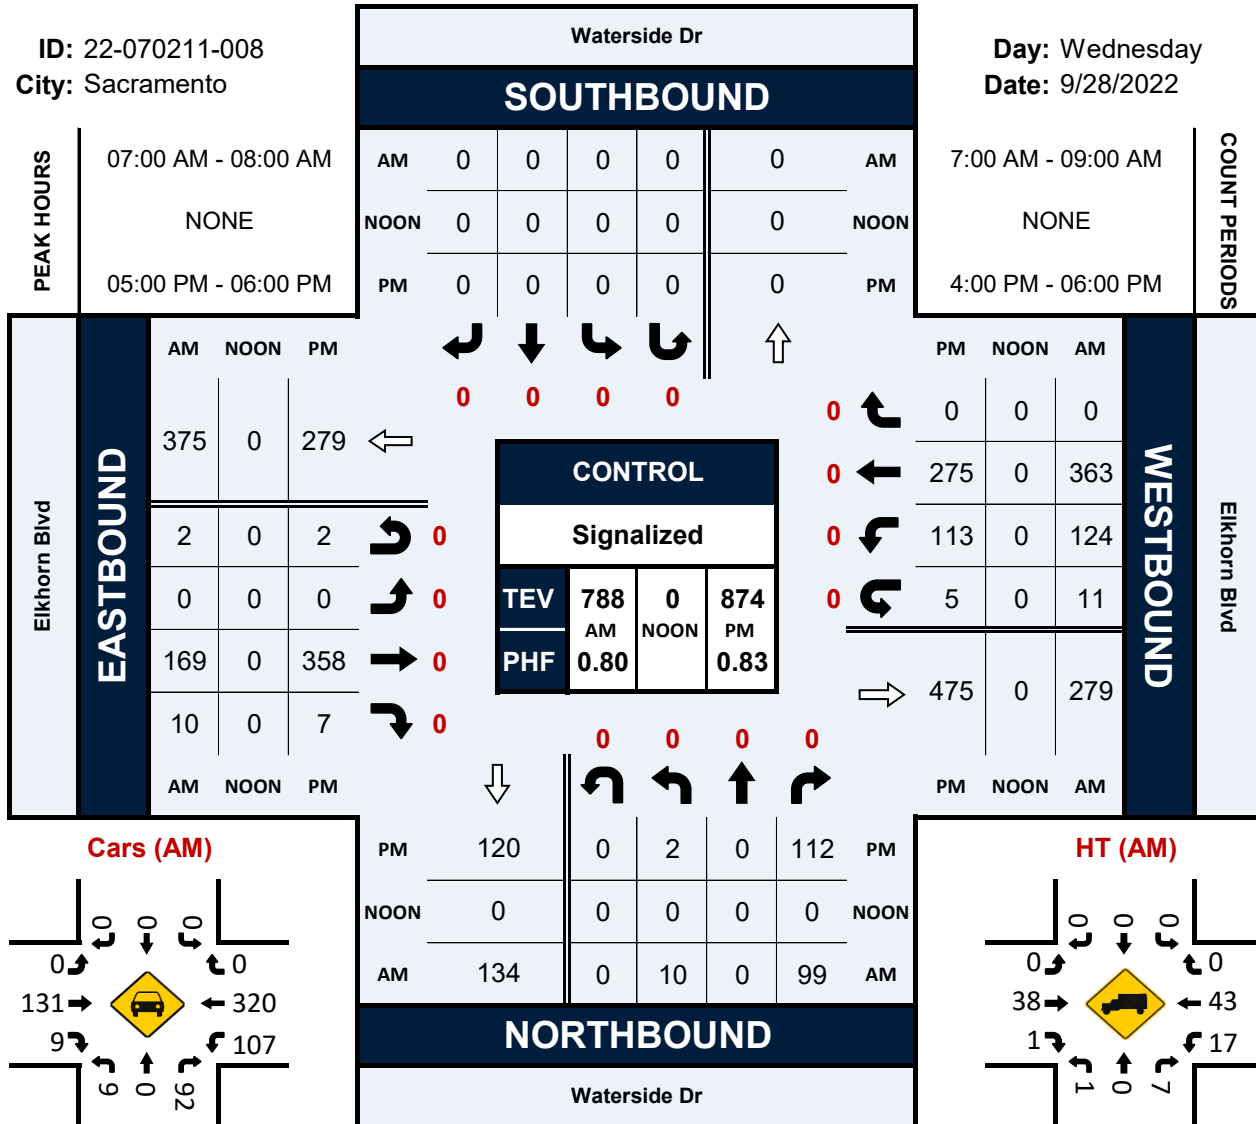 ID: 22-070211-008
City: Sacramento
Waterside Dr
Day: Wednesday
Date: 9/28/2022
SOUTHBOUND
PEAK HOURS
07:00 AM - 08:00 AM
NONE
05:00 PM - 06:00 PM
AM 0 0 0 0 0 AM
NOON 0 0 0 0 0 NOON
PM 0 0 0 0 0 PM
7:00 AM - 09:00 AM
NONE
4:00 PM - 06:00 PM
COUNT PERIODS
0 0 0 0
Elkhorn Blvd
EASTBOUND
AM NOON PM
375 0 279
2 0 2 0
0 0 0 0
169 0 358 0
10 0 7 0
AM NOON PM
CONTROL
Signalized
TEV 788 0 874
AM NOON PM
PHF 0.80 0.83
PM NOON AM
0 0 0 0
0 275 0 363
0 113 0 124
0 5 0 11
475 0 279
PM NOON AM
WESTBOUND
Elkhorn Blvd
0 0 0 0
PM 120 0 2 0 112 PM
NOON 0 0 0 0 0 NOON
AM 134 0 10 0 99 AM
NORTHBOUND
Waterside Dr
Cars (AM)
0 0 0
0 0
131 320
9 107
9 0 92
HT (AM)
0 0 0
0 0
38 43
1 17
1 0 7